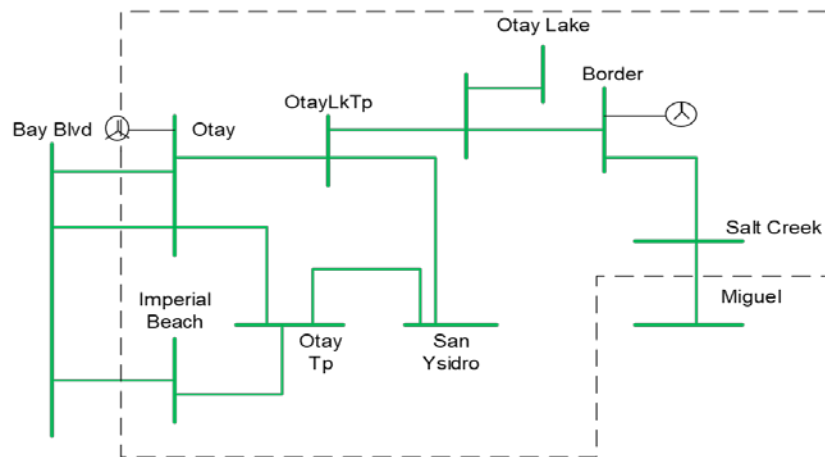 Otay Lake
Border
OtayLkTp
Bay Blvd
Otay
Salt Creek
Imperial
Beach
Miguel
Otay
Tp
San
Ysidro